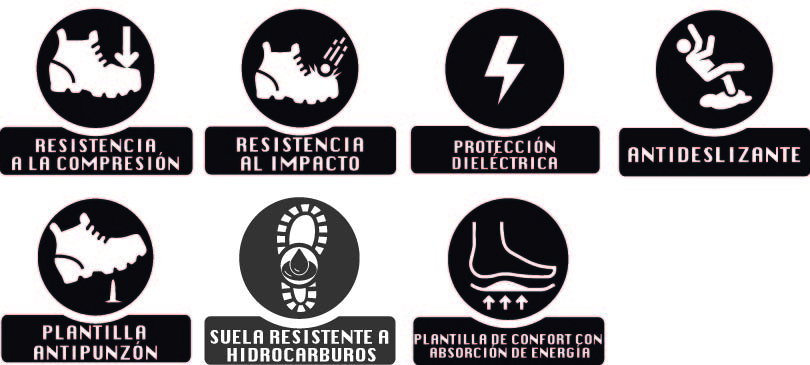 RESISTENCIA
A LA COMPRESIÓN
RESISTENCIA
AL IMPACTO
PROTECCIÓN
DIELÉCTRICA
ANTIDESLIZANTE
PLANTILLA
ANTIPUNZÓN
SUELA RESISTENTE A
HIDROCARBUROS
PLANTILLA DE CONFORT CON
ABSORCIÓN DE ENERGÍA